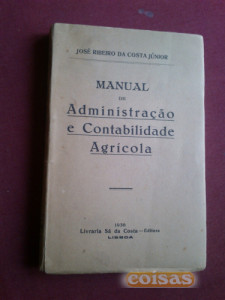 JOSÉ RIBEIRO DA COSTA JÚNIOR
MANUAL
DE
Administração
e Contabilidade
Agrícola
Livraria Sá da Costa - Editora
LISBOA
coisas